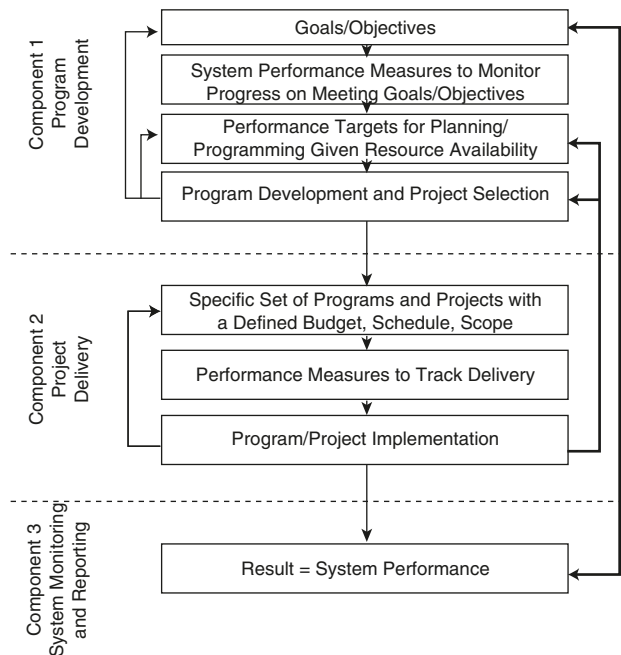 Component 1
Program
Development
Goals/Objectives
System Performance Measures to Monitor
Progress on Meeting Goals/Objectives
Performance Targets for Planning/
Programming Given Resource Availability
Program Development and Project Selection
Component 2
Project
Delivery
Specific Set of Programs and Projects with
a Defined Budget, Schedule, Scope
Performance Measures to Track Delivery
Program/Project Implementation
Component 3
System Monitoring
and Reporting
Result = System Performance